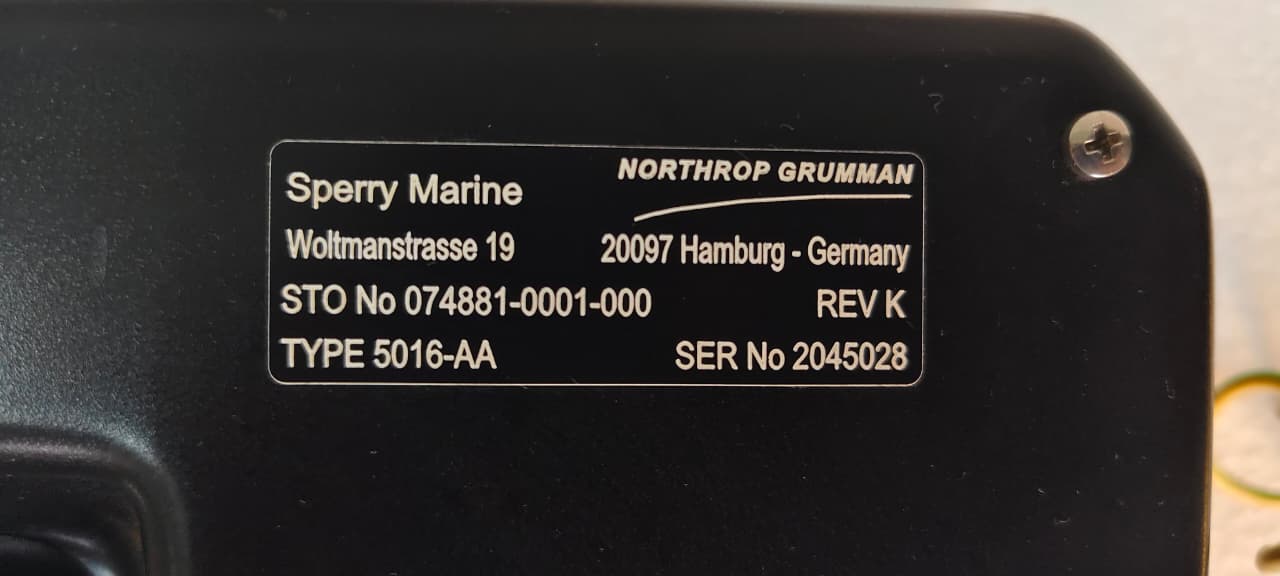 Sperry Marine NORTHROP GRUMMAN
Woltmanstrasse 19 20097 Hamburg - Germany
STO No 074881-0001-000 REV K
TYPE 5016-AA SER No 2045028